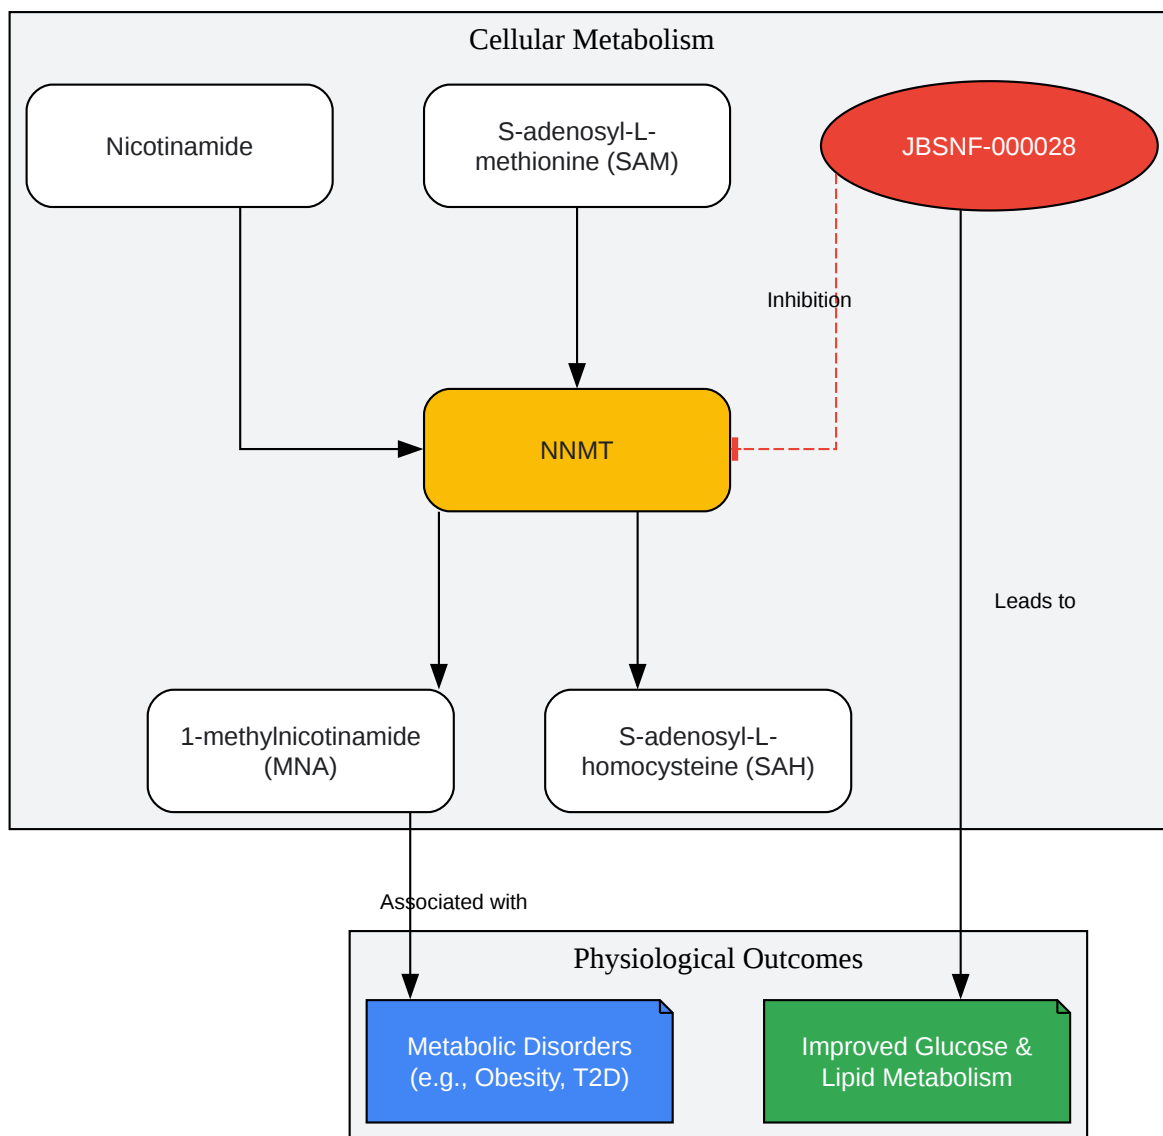 Cellular Metabolism
Nicotinamide
S-adenosyl-L-
methionine (SAM)
JBSNF-000028
Inhibition
NNMT
Leads to
1-methylnicotinamide
(MNA)
S-adenosyl-L-
homocysteine (SAH)
Associated with
Physiological Outcomes
Metabolic Disorders
(e.g., Obesity, T2D)
Improved Glucose &
Lipid Metabolism